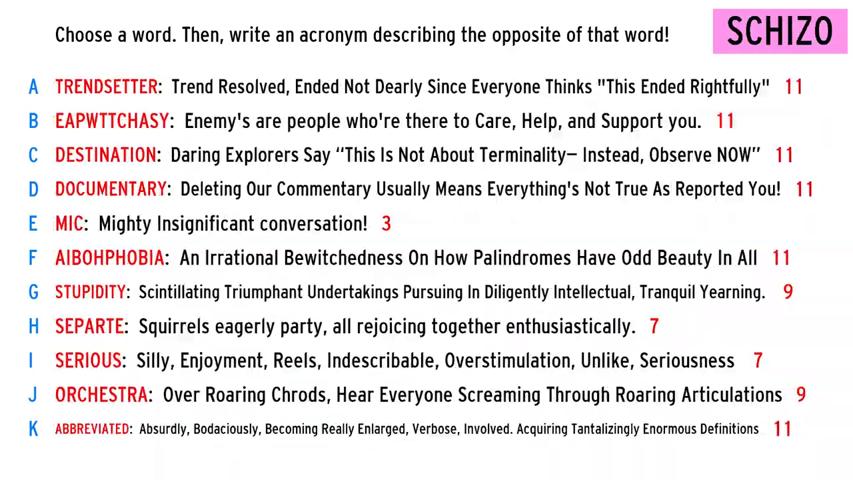 Choose a word. Then, write an acronym describing the opposite of that word!
SCHIZO
A TRENDSETTER: Trend Resolved, Ended Not Dearly Since Everyone Thinks "This Ended Rightfully" 11
B EAPWTTCHASY: Enemy's are people who're there to Care, Help, and Support you. 11
C DESTINATION: Daring Explorers Say “This Is Not About Terminality— Instead, Observe NOW” 11
D DOCUMENTARY: Deleting Our Commentary Usually Means Everything's Not True As Reported You! 11
E MIC: Mighty Insignificant conversation! 3
F AIBOHPHOBIA: An Irrational Bewitchedness On How Palindromes Have Odd Beauty In All 11
G STUPIDITY: Scintillating Triumphant Undertakings Pursuing In Diligently Intellectual, Tranquil Yearning. 9
H SEPARTE: Squirrels eagerly party, all rejoicing together enthusiastically. 7
I SERIOUS: Silly, Enjoyment, Reels, Indescribable, Overstimulation, Unlike, Seriousness 7
J ORCHESTRA: Over Roaring Chrods, Hear Everyone Screaming Through Roaring Articulations 9
K ABBREVIATED: Absurdly, Bodaciously, Becoming Really Enlarged, Verbose, Involved. Acquiring Tantalizingly Enormous Definitions 11